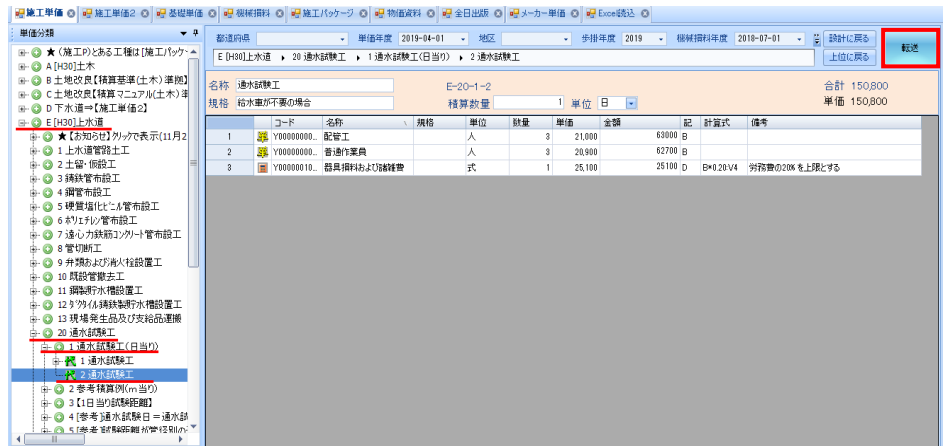 施工単価 施工単価2 基礎単価 機械損料 施工パッケージ 物価資料 全日出版 メーカー単価 Excel読込
単価分類
都道府県 単価年度 2019-04-01 地区 歩掛年度 2019 機械損料年度 2018-07-01 設計に戻る
上位に戻る
転送
E [H30]上水道 20 通水試験工 1 通水試験工(日当り) 2 通水試験工
名称 通水試験工 E-20-1-2 合計 150,800
規格 給水車が不要の場合 積算数量 1 単位 日 単価 150,800
コード 名称 規格 単位 数量 単価 金額 記 計算式 備考
1 Y00000000... 配管工 人 3 21,000 63000 B
2 Y00000000... 普通作業員 人 3 20,900 62700 B
3 Y00000010... 器具損料および諸雑費 式 1 25,100 25100 D B*0.20:V4 労務費の20%を上限とする
★ (施工Pとある工種は[施工パッケ
A [H30]土木
B 土地改良【積算基準(土木)準拠】
C 土地改良【積算マニュアル(土木)準
D 下水道⇒【施工単価2】
E [H30]上水道
★【お知らせ】クリックで表示(11月2
1 上水道管路土工
2 土留・仮設工
3 鋳鉄管布設工
4 鋼管布設工
5 硬質塩化ビニル管布設工
6 ポリエチレン管布設工
7 遠心力鉄筋コンクリート管布設工
8 管切断工
9 弁類および消火栓設置工
10 既設管撤去工
11 鋼製貯水槽設置工
12 ダクタイル鋳鉄製貯水槽設置工
13 現場発生品及び支給品運搬
20 通水試験工
1 通水試験工(日当り)
1 通水試験工
2 通水試験工
2 参考積算例(m当り)
3【1日当り試験距離】
4 [参考]通水試験日=通水試
5 [参考]試験距離が管径別の